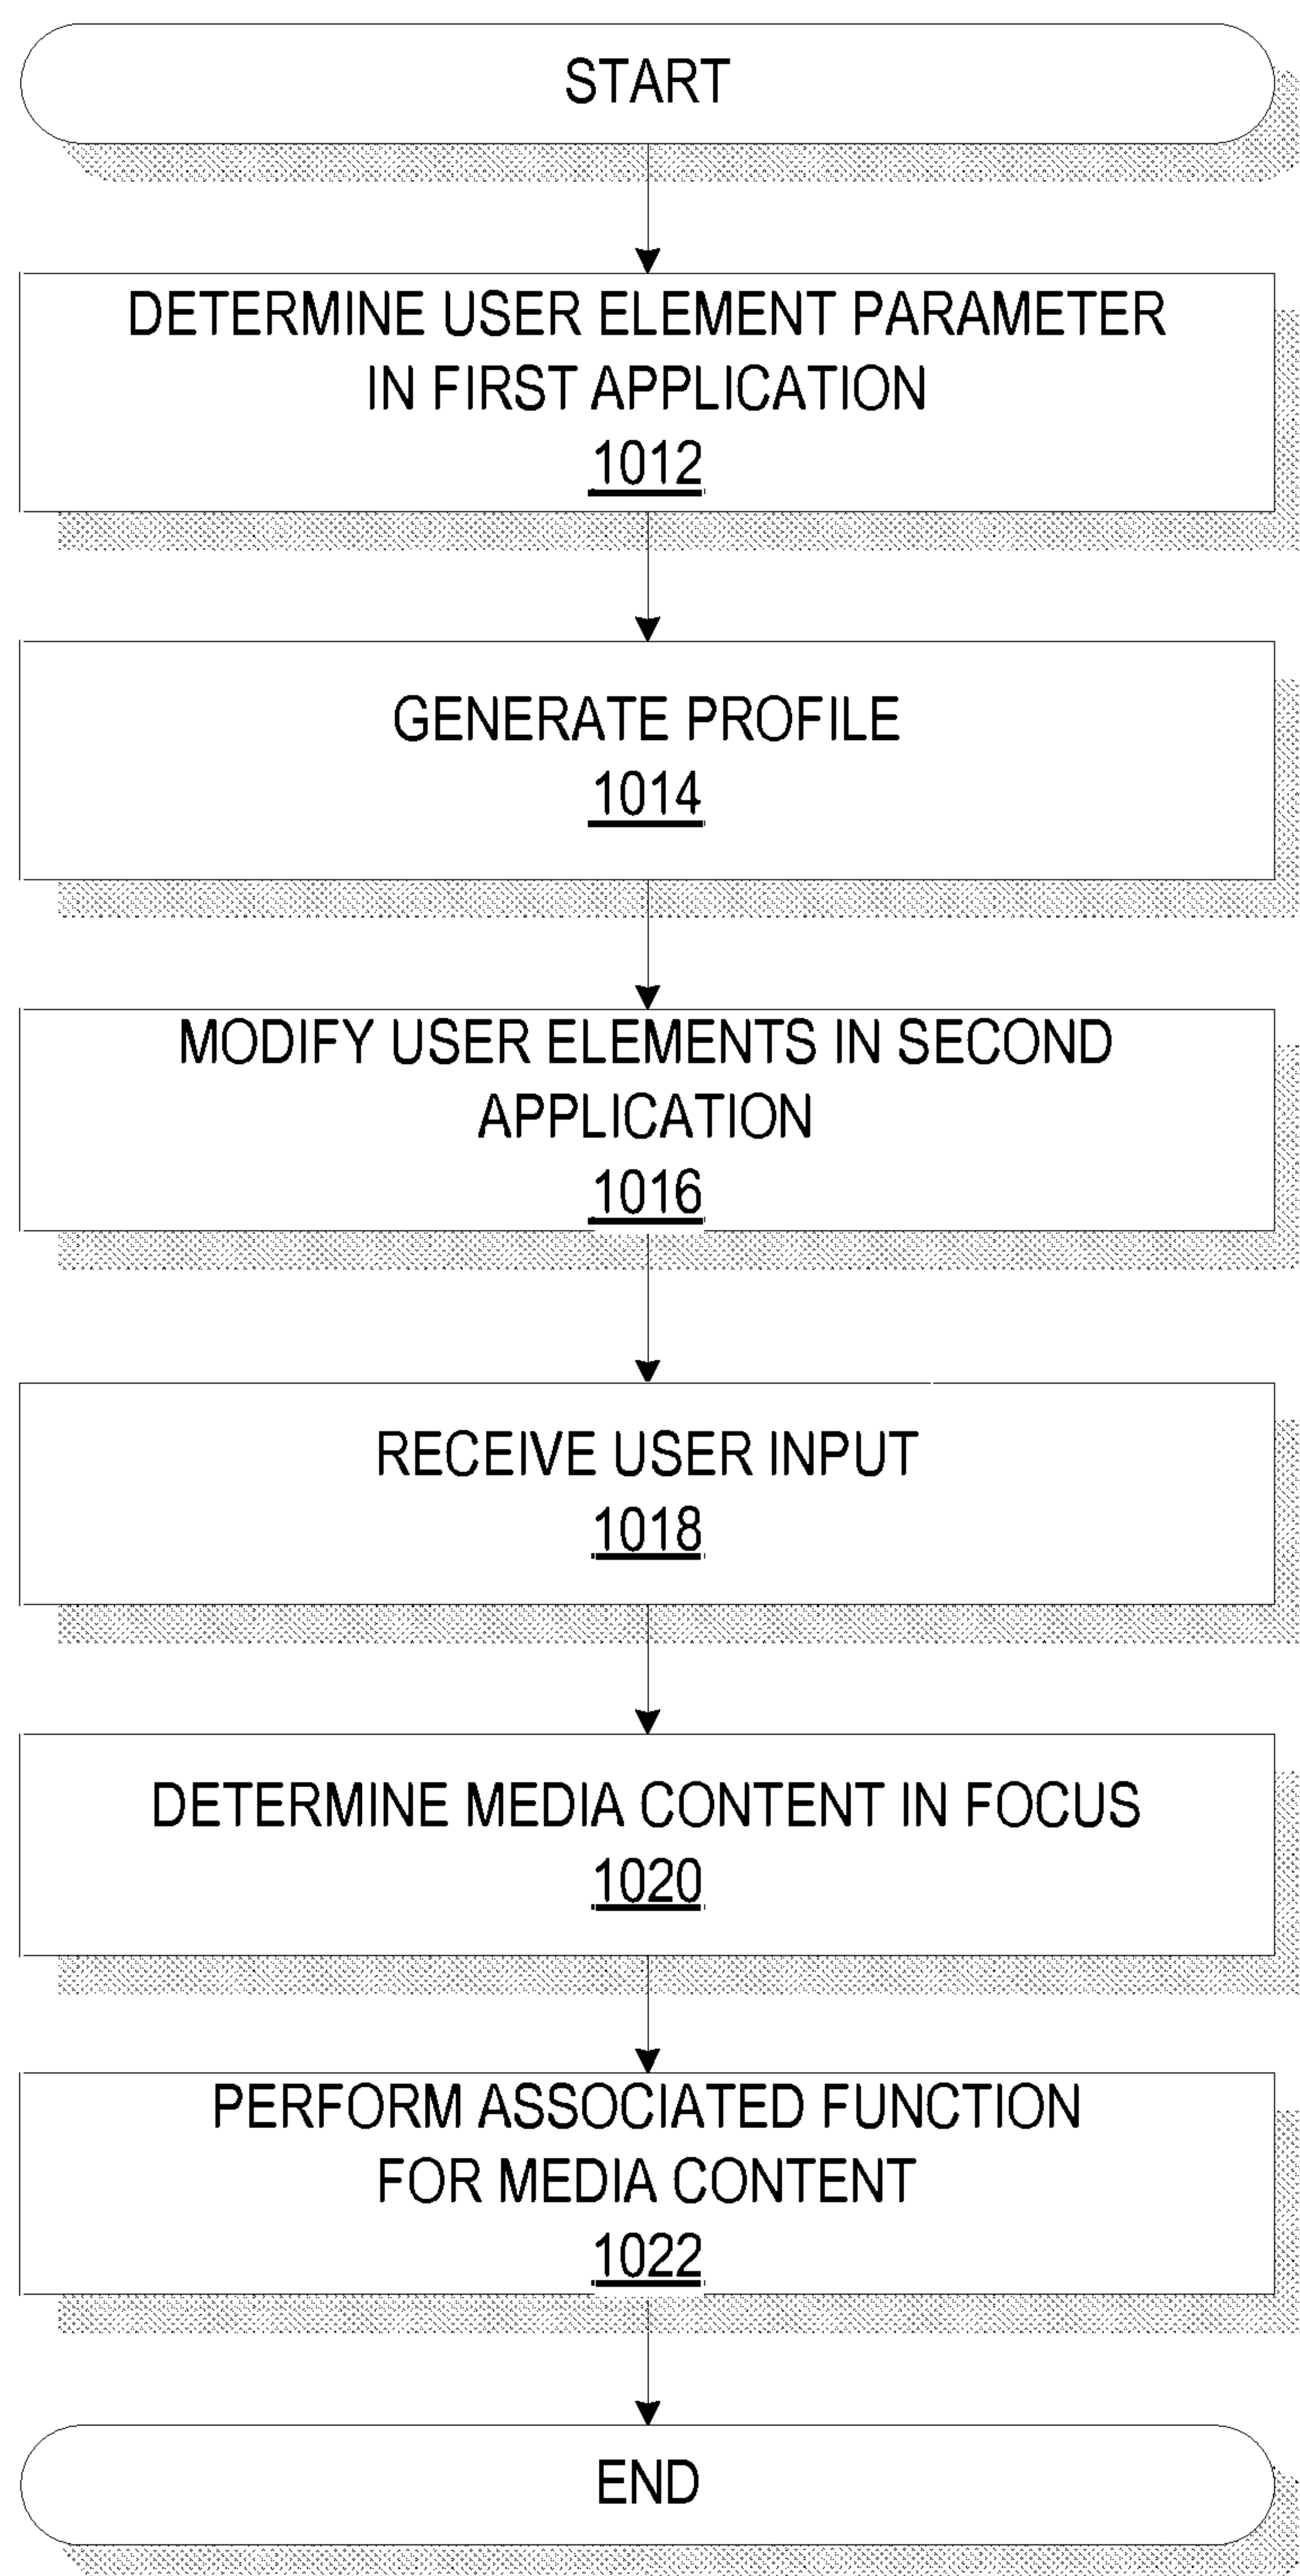 START
DETERMINE USER ELEMENT PARAMETER
IN FIRST APPLICATION
1012
GENERATE PROFILE
1014
MODIFY USER ELEMENTS IN SECOND
APPLICATION
1016
RECEIVE USER INPUT
1018
DETERMINE MEDIA CONTENT IN FOCUS
1020
PERFORM ASSOCIATED FUNCTION
FOR MEDIA CONTENT
1022
END